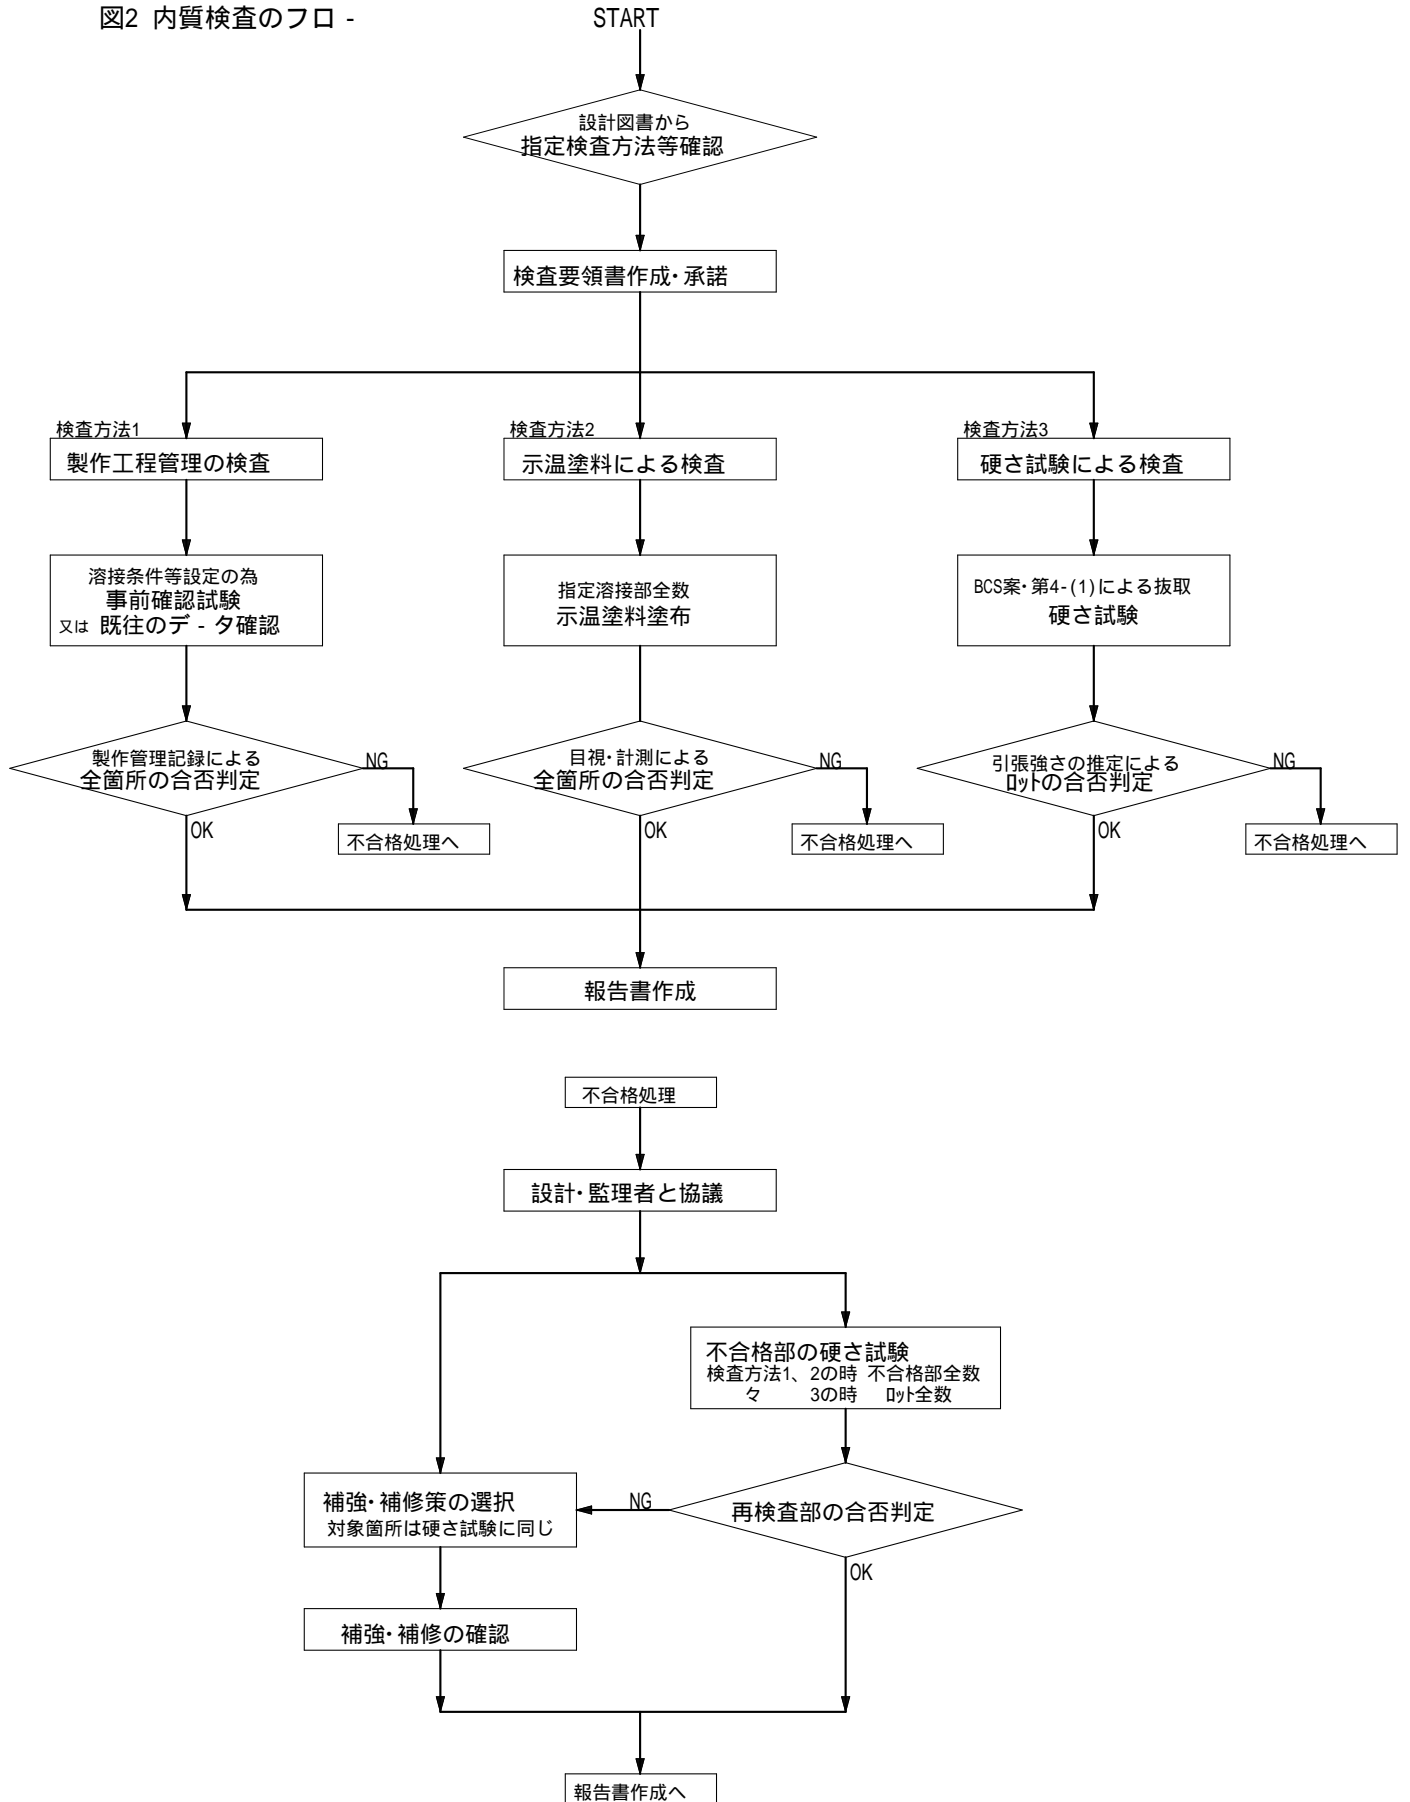 図2 内質検査のフロ-
START
設計図書から
指定検査方法等確認
検査要領書作成・承諾
検査方法1
製作工程管理の検査
溶接条件等設定の為
事前確認試験
又は 既往のデ-タ確認
製作管理記録による
全箇所の合否判定
NG
OK
不合格処理へ
検査方法2
示温塗料による検査
指定溶接部全数
示温塗料塗布
目視・計測による
全箇所の合否判定
NG
OK
不合格処理へ
検査方法3
硬さ試験による検査
BCS案・第4-(1)による抜取
硬さ試験
引張強さの推定による
ロットの合否判定
NG
OK
不合格処理へ
報告書作成
不合格処理
設計・監理者と協議
不合格部の硬さ試験
検査方法1、2の時 不合格部全数
々 3の時 ロット全数
補強・補修策の選択
対象箇所は硬さ試験に同じ
NG
再検査部の合否判定
OK
補強・補修の確認
報告書作成へ